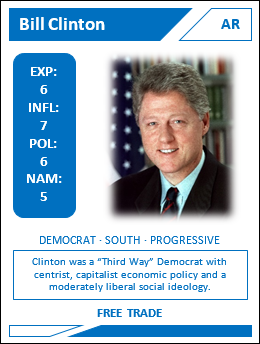 Bill Clinton
AR
EXP:
6
INFL:
7
POL:
6
NAM:
5
DEMOCRAT · SOUTH · PROGRESSIVE
Clinton was a “Third Way” Democrat with
centrist, capitalist economic policy and a
moderately liberal social ideology.
FREE TRADE